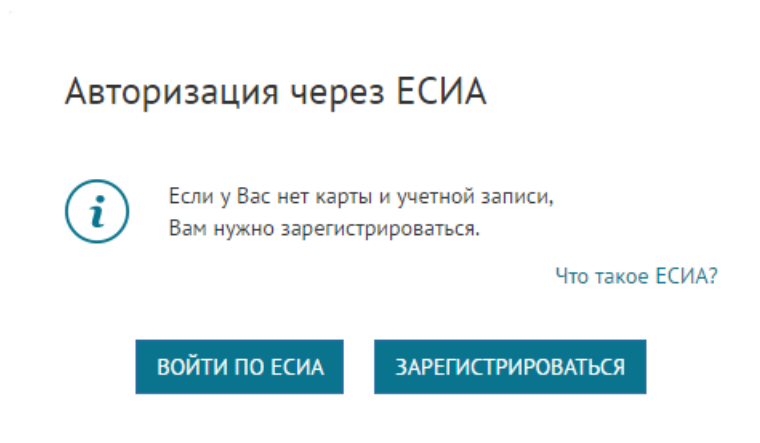 Авторизация через ЕСИА
Если у Вас нет карты и учетной записи,
Вам нужно зарегистрироваться.
Что такое ЕСИА?
ВОЙТИ ПО ЕСИА
ЗАРЕГИСТРИРОВАТЬСЯ